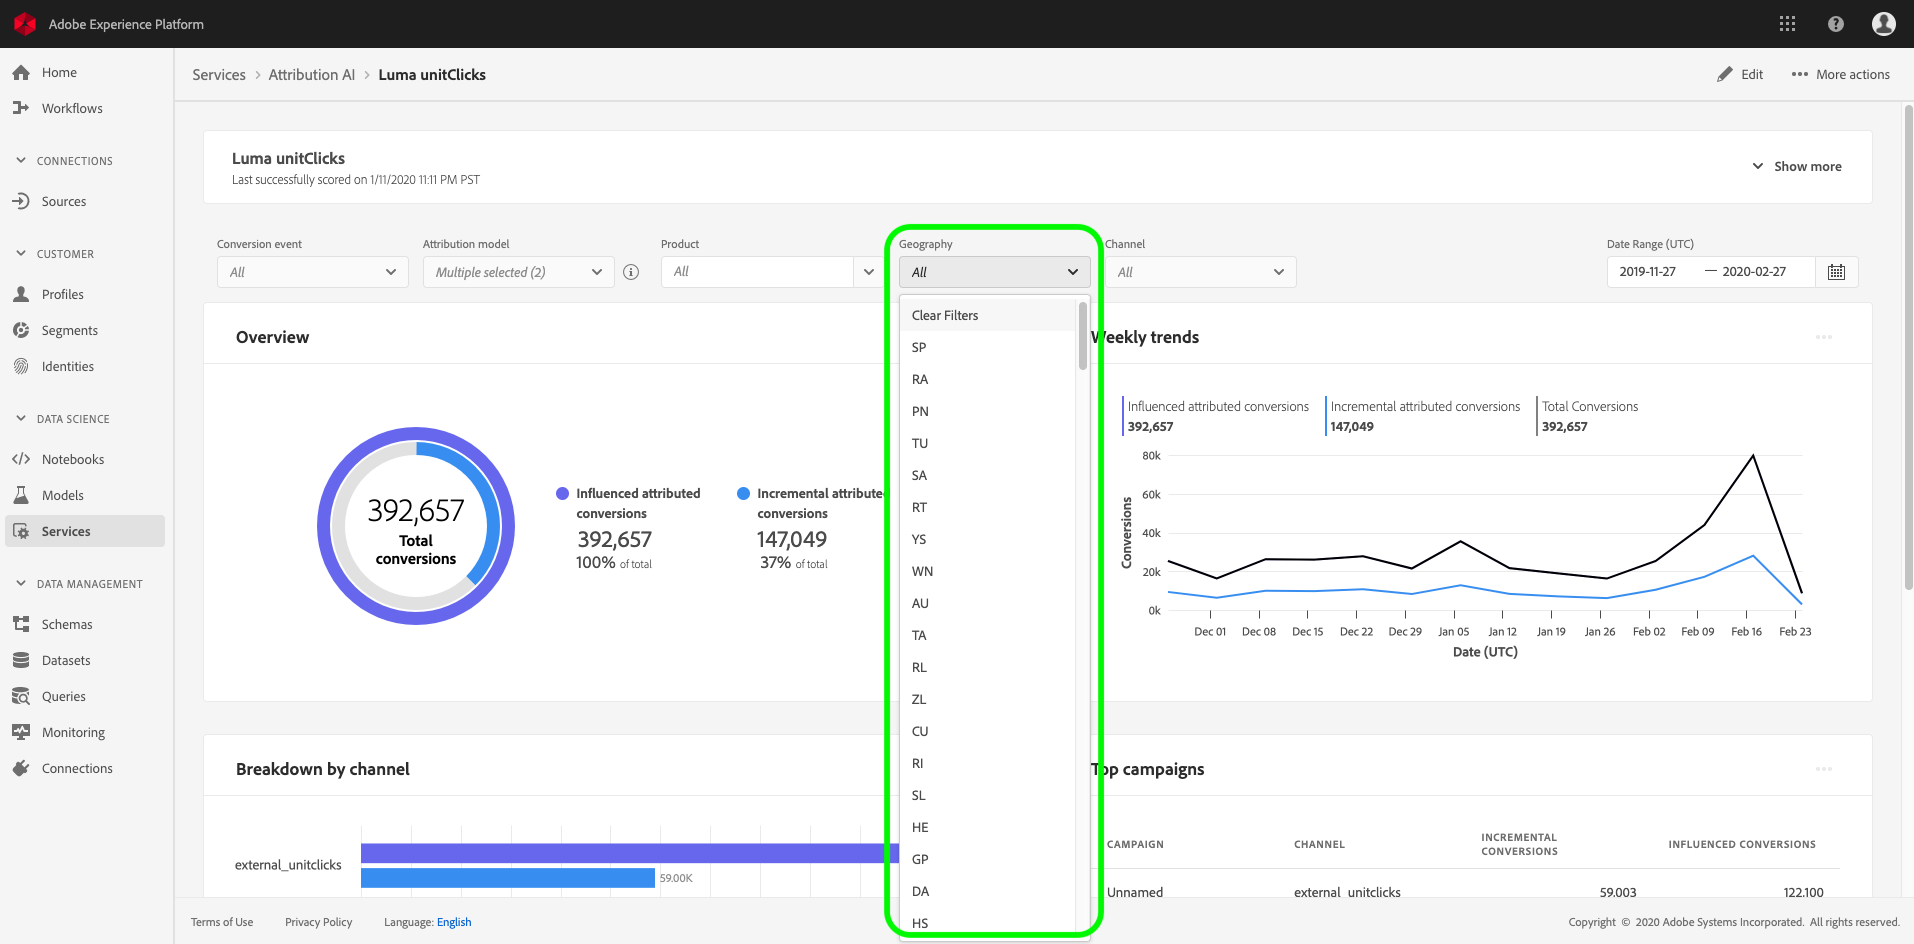 Adobe Experience Platform
Home
Workflows
CONNECTIONS
Sources
CUSTOMER
Profiles
Segments
Identities
DATA SCIENCE
Notebooks
Models
Services
DATA MANAGEMENT
Schemas
Datasets
Queries
Monitoring
Connections
Services > Attribution AI > Luma unitClicks
Edit
More actions
Luma unitClicks
Last successfully scored on 1/11/2020 11:11 PM PST
Show more
Conversion event
All
Attribution model
Multiple selected (2)
Product
All
Geography
All
Clear Filters
SP
RA
PN
TU
SA
RT
YS
WN
AU
TA
RL
ZL
CU
RI
SL
HE
GP
DA
HS
Channel
All
Date Range (UTC)
2019-11-27 — 2020-02-27
Overview
392,657
Total
conversions
Influenced attributed
conversions
392,657
100% of total
Incremental attribute
conversions
147,049
37% of total
Weekly trends
Influenced attributed conversions
392,657
Incremental attributed conversions
147,049
Total Conversions
392,657
Conversions
80k
60k
40k
20k
0k
Dec 01 Dec 08 Dec 15 Dec 22 Dec 29 Jan 05 Jan 12 Jan 19 Jan 26 Feb 02 Feb 09 Feb 16 Feb 23
Date (UTC)
Breakdown by channel
external_unitclicks
59.00K
Top campaigns
CAMPAIGN CHANNEL INCREMENTAL CONVERSIONS INFLUENCED CONVERSIONS
Unnamed external_unitclicks 59,003 122,100
Terms of Use Privacy Policy Language: English
Copyright © 2020 Adobe Systems Incorporated. All rights reserved.